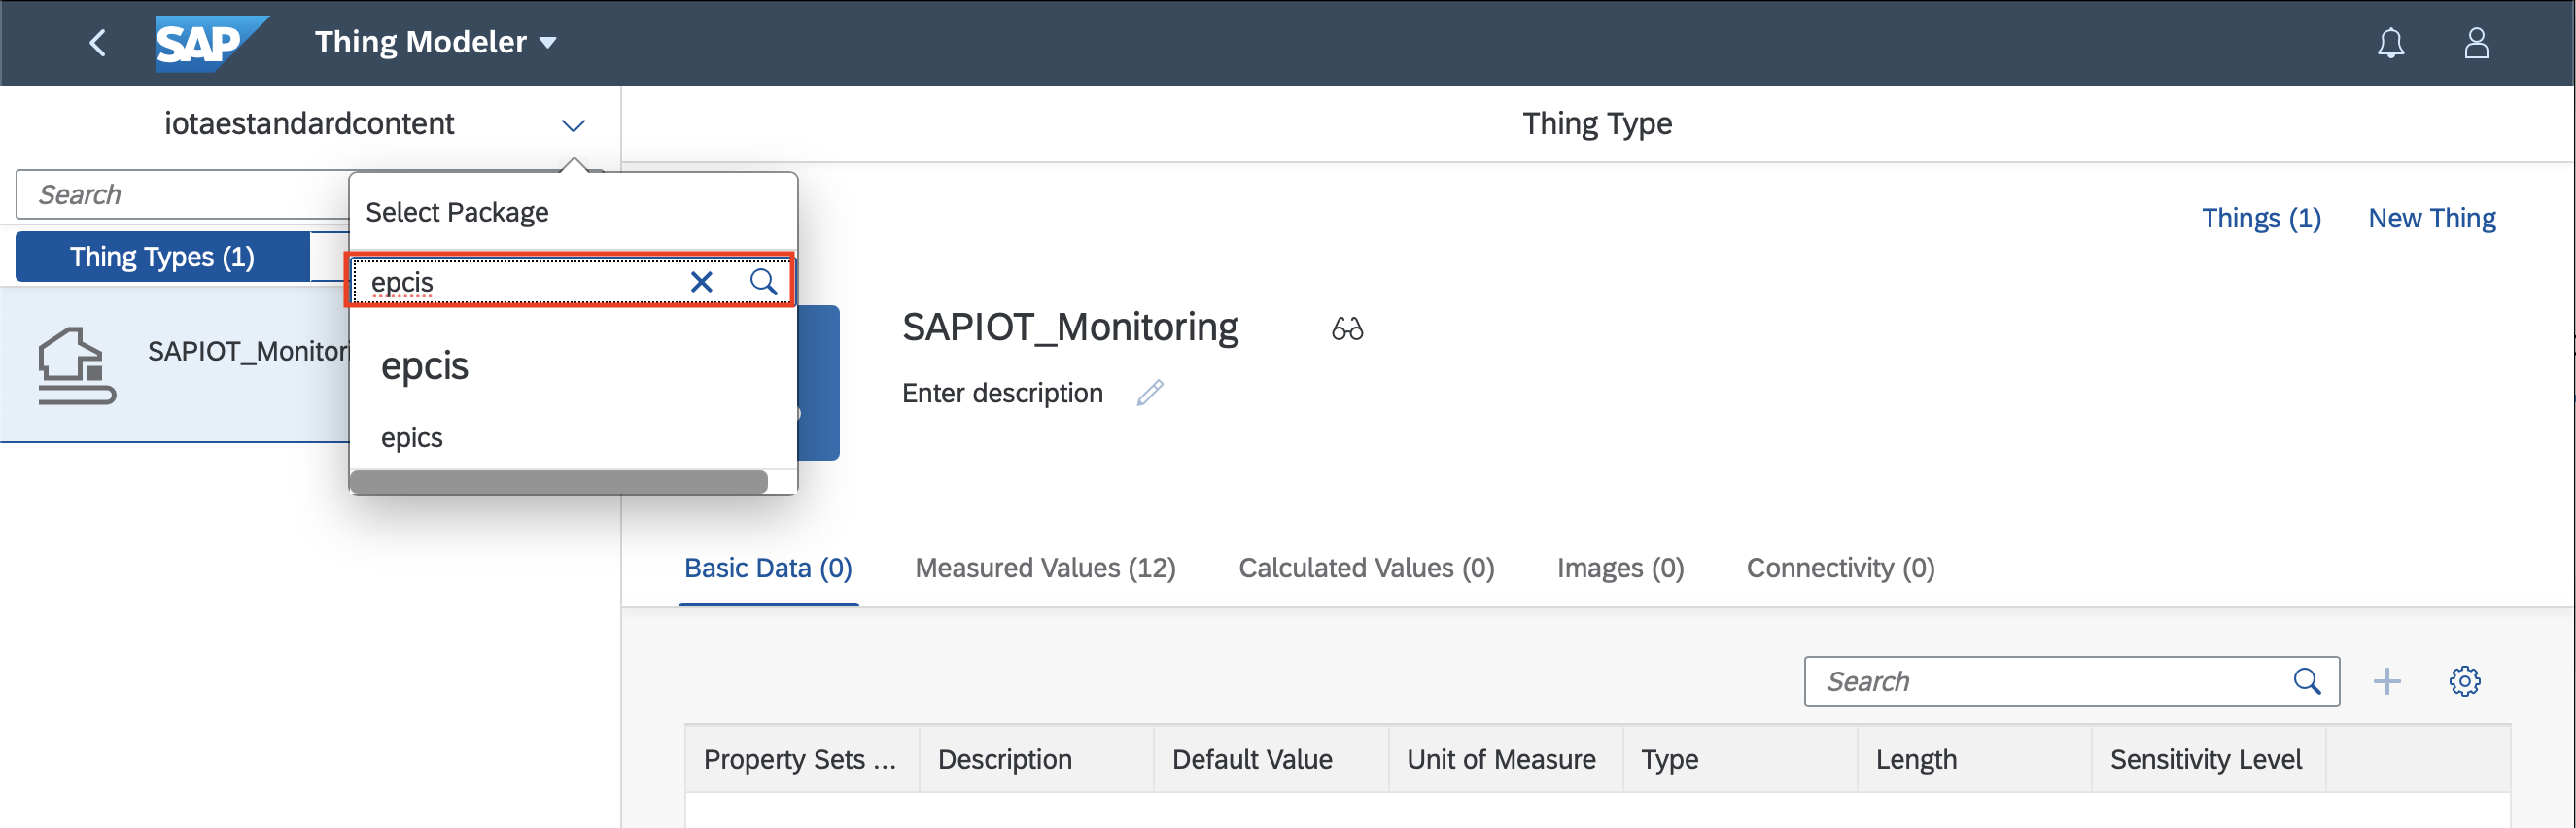 SAP Thing Modeler
iotaestandardcontent
Thing Type
Search
Select Package
Things (1) New Thing
Thing Types (1)
epcis
SAPIOT_Monitoring
SAPIOT_Monitori
epcis
Enter description
epics
Basic Data (0) Measured Values (12) Calculated Values (0) Images (0) Connectivity (0)
Search
Property Sets ... Description Default Value Unit of Measure Type Length Sensitivity Level